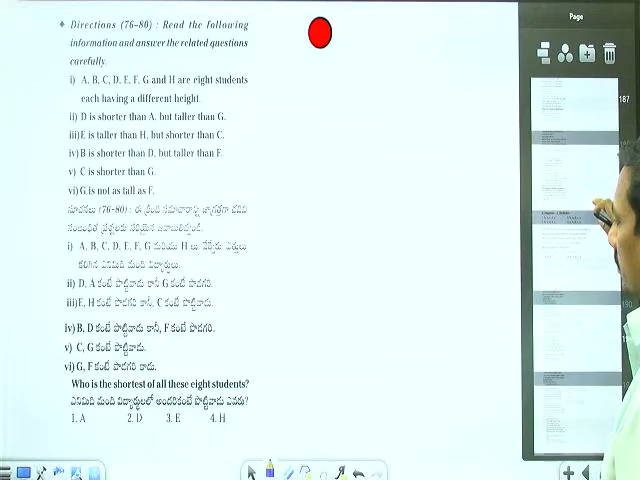 ❖ Directions (76-80) : Read the following
information and answer the related questions
carefully.
i) A, B, C, D, E, F, G and H are eight students
each having a different height.
ii) D is shorter than A, but taller than G.
iii)E is taller than H, but shorter than C.
iv)B is shorter than D, but taller than F.
v) C is shorter than G.
vi)G is not as tall as F.
సూచనలు (76-80) : ఈ క్రింది సమాచారాన్ని జాగ్రత్తగా చదివి
సంబంధిత ప్రశ్నలకు సరియైన జవాబులివ్వండి.
i) A, B, C, D, E, F, G మరియు H లు వేర్వేరు ఎత్తులు
కలిగిన ఎనిమిది మంది విద్యార్థులు.
ii) D, A కంటే పొట్టివాడు కానీ G కంటే పొడగరి.
iii)E, H కంటే పొడగరి కానీ, C కంటే పొట్టివాడు.
iv)B, D కంటే పొట్టివాడు కానీ, F కంటే పొడగరి.
v) C, G కంటే పొట్టివాడు.
vi)G, F కంటే పొడగరి కాదు.
Who is the shortest of all these eight students?
ఎనిమిది మంది విద్యార్థులలో అందరికంటే పొట్టివాడు ఎవరు?
1. A 2. D 3. E 4. H
Page
187
190